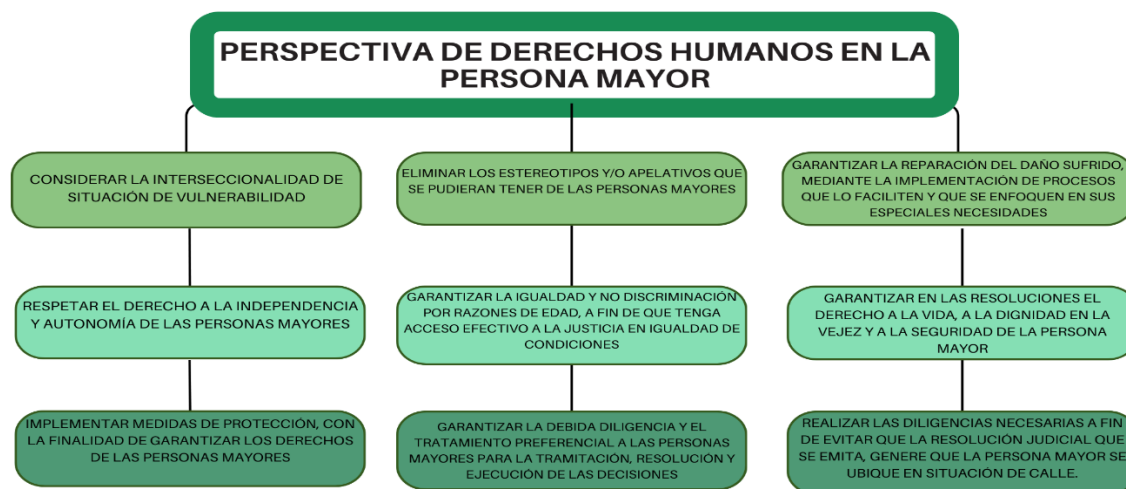 PERSPECTIVA DE DERECHOS HUMANOS EN LA
PERSONA MAYOR
CONSIDERAR LA INTERSECCIONALIDAD DE
SITUACIÓN DE VULNERABILIDAD
ELIMINAR LOS ESTEREOTIPOS Y/O APELATIVOS QUE
SE PUDIERAN TENER DE LAS PERSONAS MAYORES
GARANTIZAR LA REPARACIÓN DEL DAÑO SUFRIDO,
MEDIANTE LA IMPLEMENTACIÓN DE PROCESOS
QUE LO FACILITEN Y QUE SE ENFOQUEN EN SUS
ESPECIALES NECESIDADES
RESPETAR EL DERECHO A LA INDEPENDENCIA
Y AUTONOMÍA DE LAS PERSONAS MAYORES
GARANTIZAR LA IGUALDAD Y NO DISCRIMINACIÓN
POR RAZONES DE EDAD, A FIN DE QUE TENGA
ACCESO EFECTIVO A LA JUSTICIA EN IGUALDAD DE
CONDICIONES
GARANTIZAR EN LAS RESOLUCIONES EL
DERECHO A LA VIDA, A LA DIGNIDAD EN LA
VEJEZ Y A LA SEGURIDAD DE LA PERSONA
MAYOR
IMPLEMENTAR MEDIDAS DE PROTECCIÓN, CON
LA FINALIDAD DE GARANTIZAR LOS DERECHOS
DE LAS PERSONAS MAYORES
GARANTIZAR LA DEBIDA DILIGENCIA Y EL
TRATAMIENTO PREFERENCIAL A LAS PERSONAS
MAYORES PARA LA TRAMITACIÓN, RESOLUCIÓN Y
EJECUCIÓN DE LAS DECISIONES
REALIZAR LAS DILIGENCIAS NECESARIAS A FIN
DE EVITAR QUE LA RESOLUCIÓN JUDICIAL QUE
SE EMITA, GENERE QUE LA PERSONA MAYOR SE
UBIQUE EN SITUACIÓN DE CALLE.